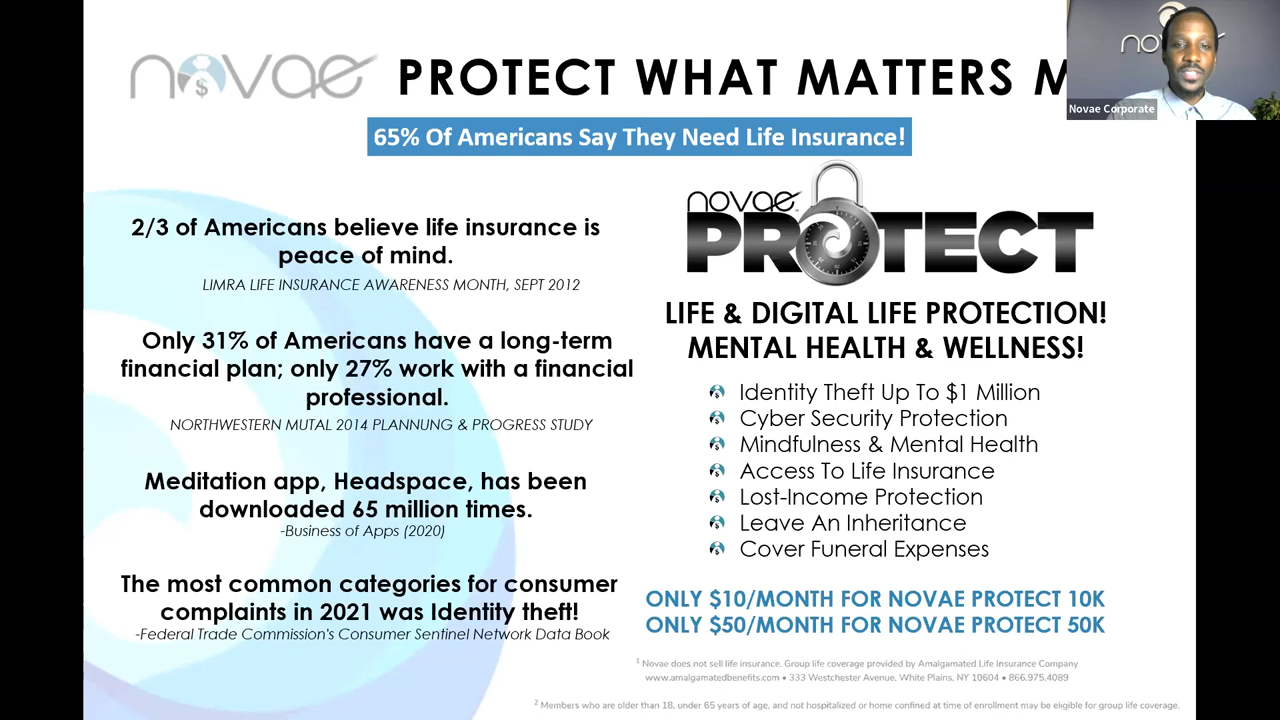 novae PROTECT WHAT MATTERS M
novae
Novae Corporate
65% Of Americans Say They Need Life Insurance!
2/3 of Americans believe life insurance is
peace of mind.
LIMRA LIFE INSURANCE AWARENESS MONTH, SEPT 2012
Only 31% of Americans have a long-term
financial plan; only 27% work with a financial
professional.
NORTHWESTERN MUTAL 2014 PLANNUNG & PROGRESS STUDY
Meditation app, Headspace, has been
downloaded 65 million times.
-Business of Apps (2020)
The most common categories for consumer
complaints in 2021 was Identity theft!
-Federal Trade Commission's Consumer Sentinel Network Data Book
novae
PROTECT
LIFE & DIGITAL LIFE PROTECTION!
MENTAL HEALTH & WELLNESS!
Identity Theft Up To $1 Million
Cyber Security Protection
Mindfulness & Mental Health
Access To Life Insurance
Lost-Income Protection
Leave An Inheritance
Cover Funeral Expenses
ONLY $10/MONTH FOR NOVAE PROTECT 10K
ONLY $50/MONTH FOR NOVAE PROTECT 50K
1 Novae does not sell life insurance. Group life coverage provided by Amalgamated Life Insurance Company
www.amalgamatedbenefits.com • 333 Westchester Avenue, White Plains, NY 10604 • 866.975.4089
2 Members who are older than 18, under 65 years of age, and not hospitalized or home confined at time of enrollment may be eligible for group life coverage.